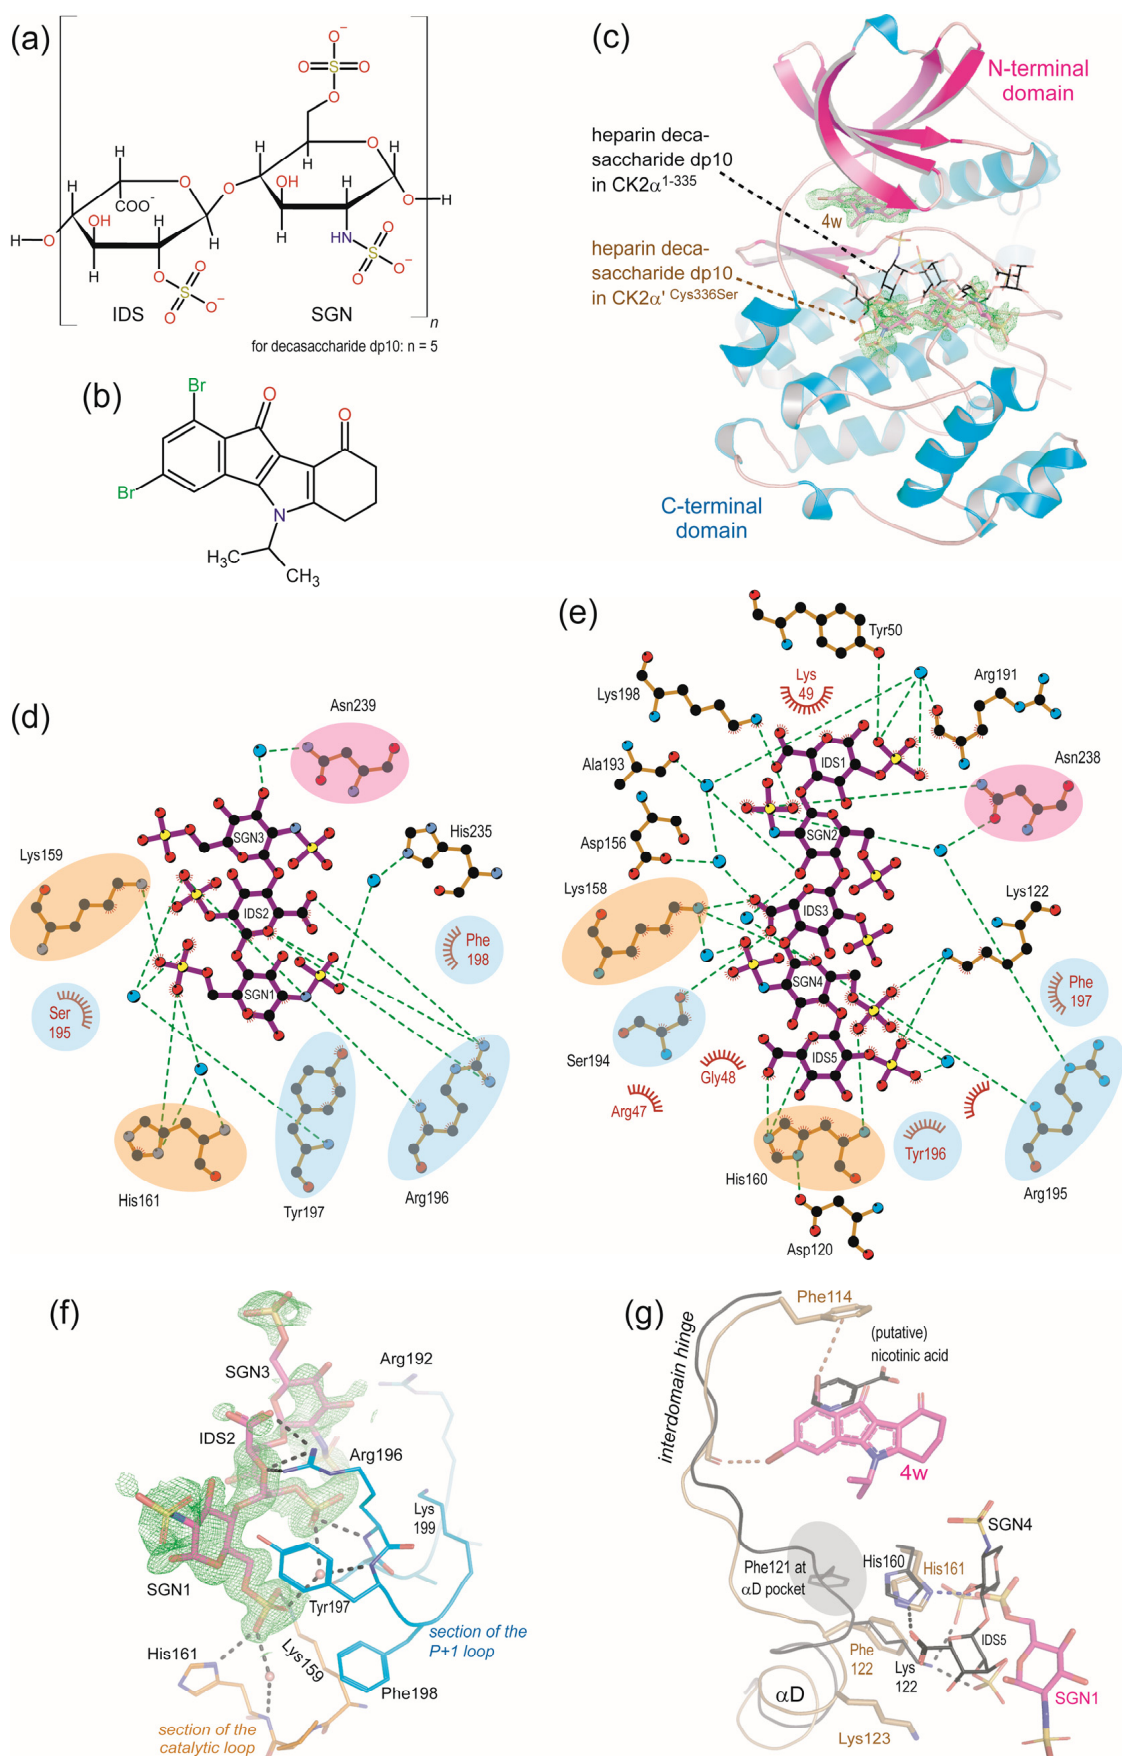 (a)
O⁻
O
S
O
O
H
O
H
O
H
H
O
COO⁻
H
OH
H
OH
H
O
H
O
H
H
HN
O
S
O
O⁻
O
S
O
O⁻
H
O
H
O
H
IDS
SGN
n
for decasaccharide dp10: n = 5
(b)
Br
O
O
Br
N
H₃C
CH₃
(c)
N-terminal
domain
heparin deca-
saccharide dp10
in CK2α¹⁻³³⁵
4w
heparin deca-
saccharide dp10
in CK2α' Cys336Ser
C-terminal
domain
(d)
Asn239
SGN3
His235
Lys159
IDS2
Phe
198
SGN1
Ser
195
His161
Tyr197
Arg196
(e)
Tyr50
Lys
49
Lys198
Arg191
IDS1
Ala193
Asn238
SGN2
Asp156
Lys158
Lys122
IDS3
SGN4
Phe
197
Ser194
IDS5
Gly48
Arg47
Tyr196
His160
Arg195
Asp120
(f)
SGN3
Arg192
IDS2
Arg196
Lys
199
SGN1
Tyr197
section of the
P+1 loop
His161
Lys159
Phe198
section of the
catalytic loop
(g)
Phe114
(putative)
nicotinic acid
interdomain hinge
4w
SGN4
Phe121 at
αD pocket
His160
His161
Phe
122
Lys
122
IDS5
αD
SGN1
Lys123